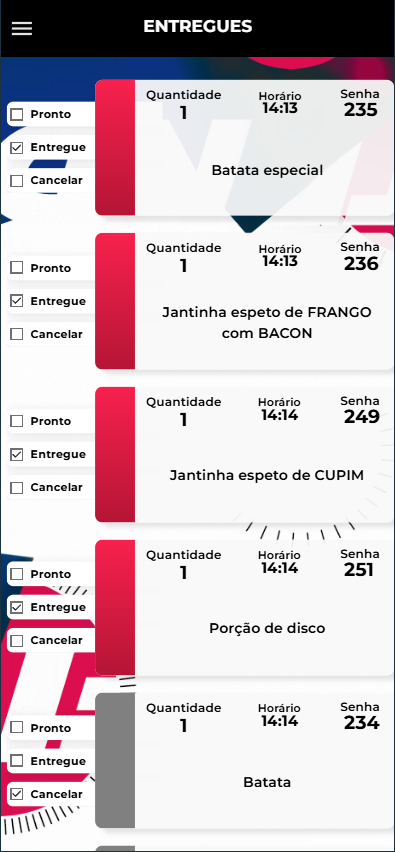 ENTREGUES
Quantidade Horário Senha
1 14:13 235
Pronto
Entregue
Cancelar
Batata especial
Quantidade Horário Senha
1 14:13 236
Pronto
Entregue
Cancelar
Jantinha espeto de FRANGO
com BACON
Quantidade Horário Senha
1 14:14 249
Pronto
Entregue
Cancelar
Jantinha espeto de CUPIM
Quantidade Horário Senha
1 14:14 251
Pronto
Entregue
Cancelar
Porção de disco
Quantidade Horário Senha
1 14:14 234
Pronto
Entregue
Cancelar
Batata